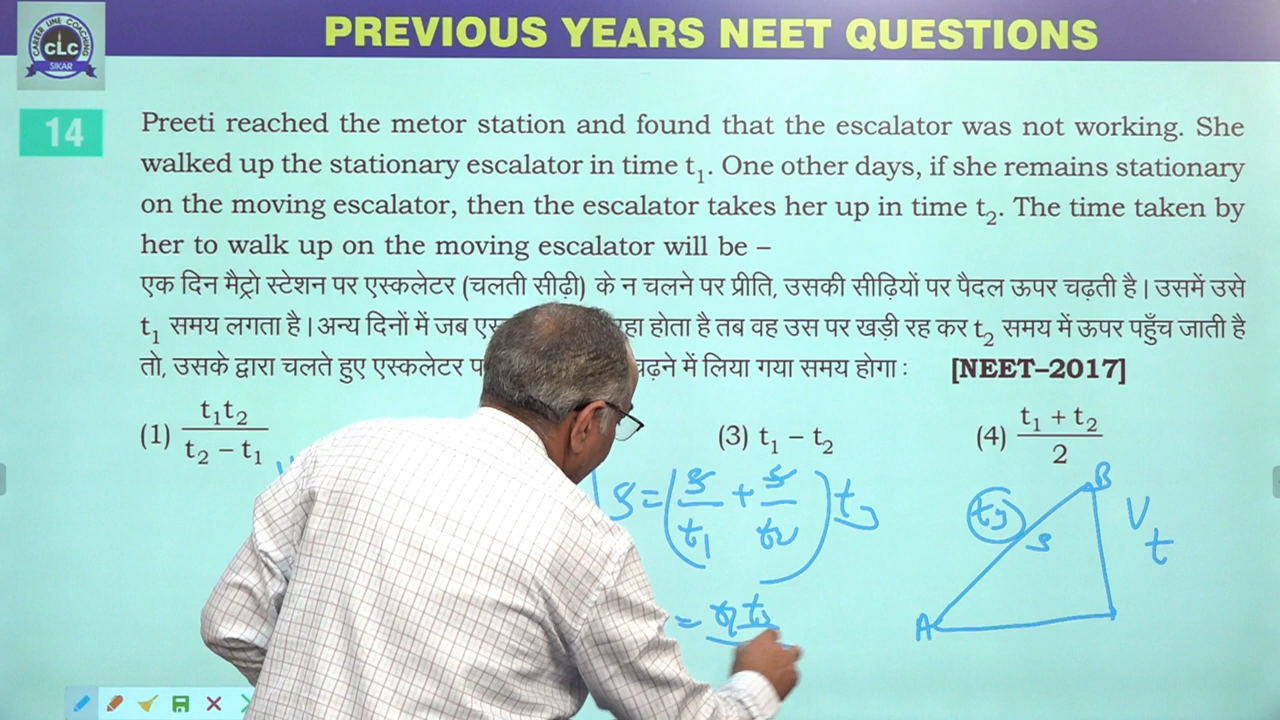 PREVIOUS YEARS NEET QUESTIONS
CAREER LINE COACHING
CLC
SIKAR
14
Preeti reached the metor station and found that the escalator was not working. She
walked up the stationary escalator in time t₁. One other days, if she remains stationary
on the moving escalator, then the escalator takes her up in time t₂. The time taken by
her to walk up on the moving escalator will be –
एक दिन मैट्रो स्टेशन पर एस्कलेटर (चलती सीढ़ी) के न चलने पर प्रीति, उसकी सीढ़ियों पर पैदल ऊपर चढ़ती है। उसमें उसे
t₁ समय लगता है। अन्य दिनों में जब रहा होता है तब वह उस पर खड़ी रह कर t₂ समय में ऊपर पहुँच जाती है
तो, उसके द्वारा चलते हुए एस्कलेटर चढ़ने में लिया गया समय होगा : [NEET–2017]
(1) t₁t₂ / t₂ – t₁ (3) t₁ – t₂ (4) t₁ + t₂ / 2
S = (S/t₁ + S/t₂) t₃
B
t₃
S
V
t
A